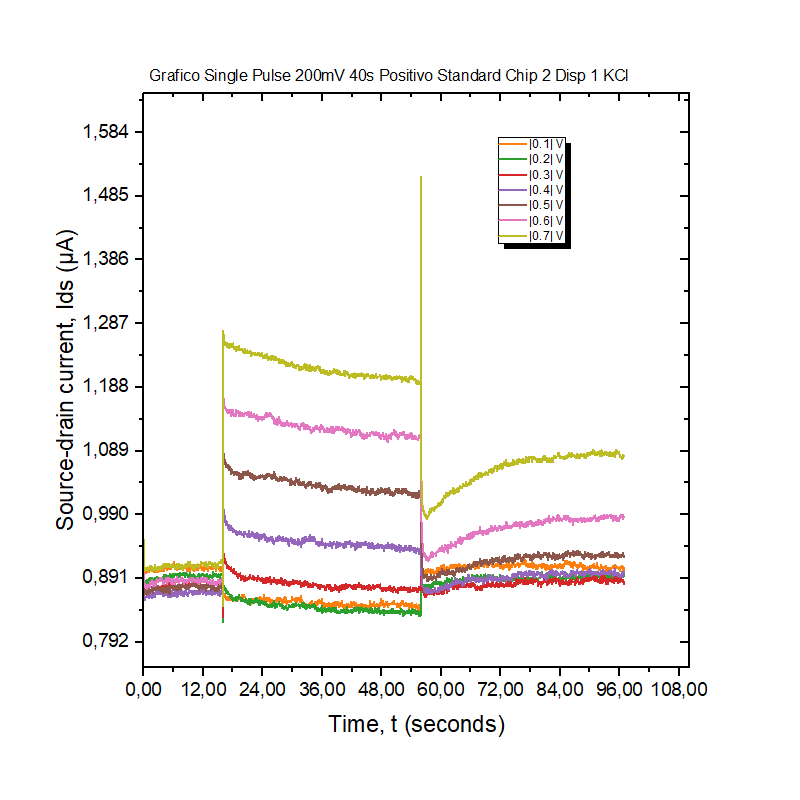 Grafico Single Pulse 200mV 40s Positivo Standard Chip 2 Disp 1 KCl
1,584
1,485
1,386
1,287
1,188
1,089
0,990
0,891
0,792
Source-drain current, Ids (µA)
|0.1| V
|0.2| V
|0.3| V
|0.4| V
|0.5| V
|0.6| V
|0.7| V
0,00 12,00 24,00 36,00 48,00 60,00 72,00 84,00 96,00 108,00
Time, t (seconds)